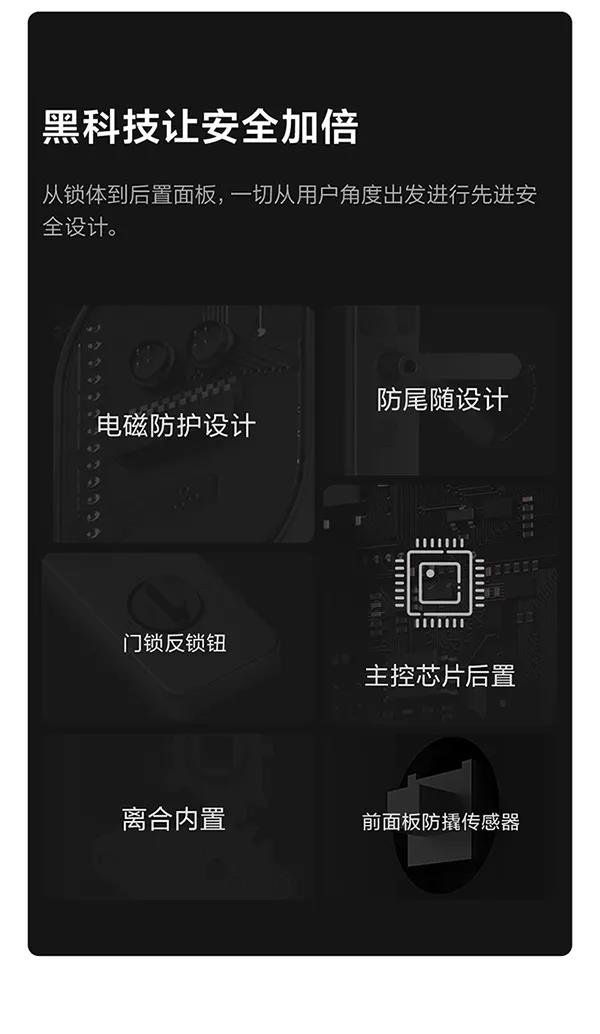 黑科技让安全加倍
从锁体到后置面板，一切从用户角度出发进行先进安
全设计。
电磁防护设计
防尾随设计
门锁反锁钮
主控芯片后置
离合内置
前面板防撬传感器